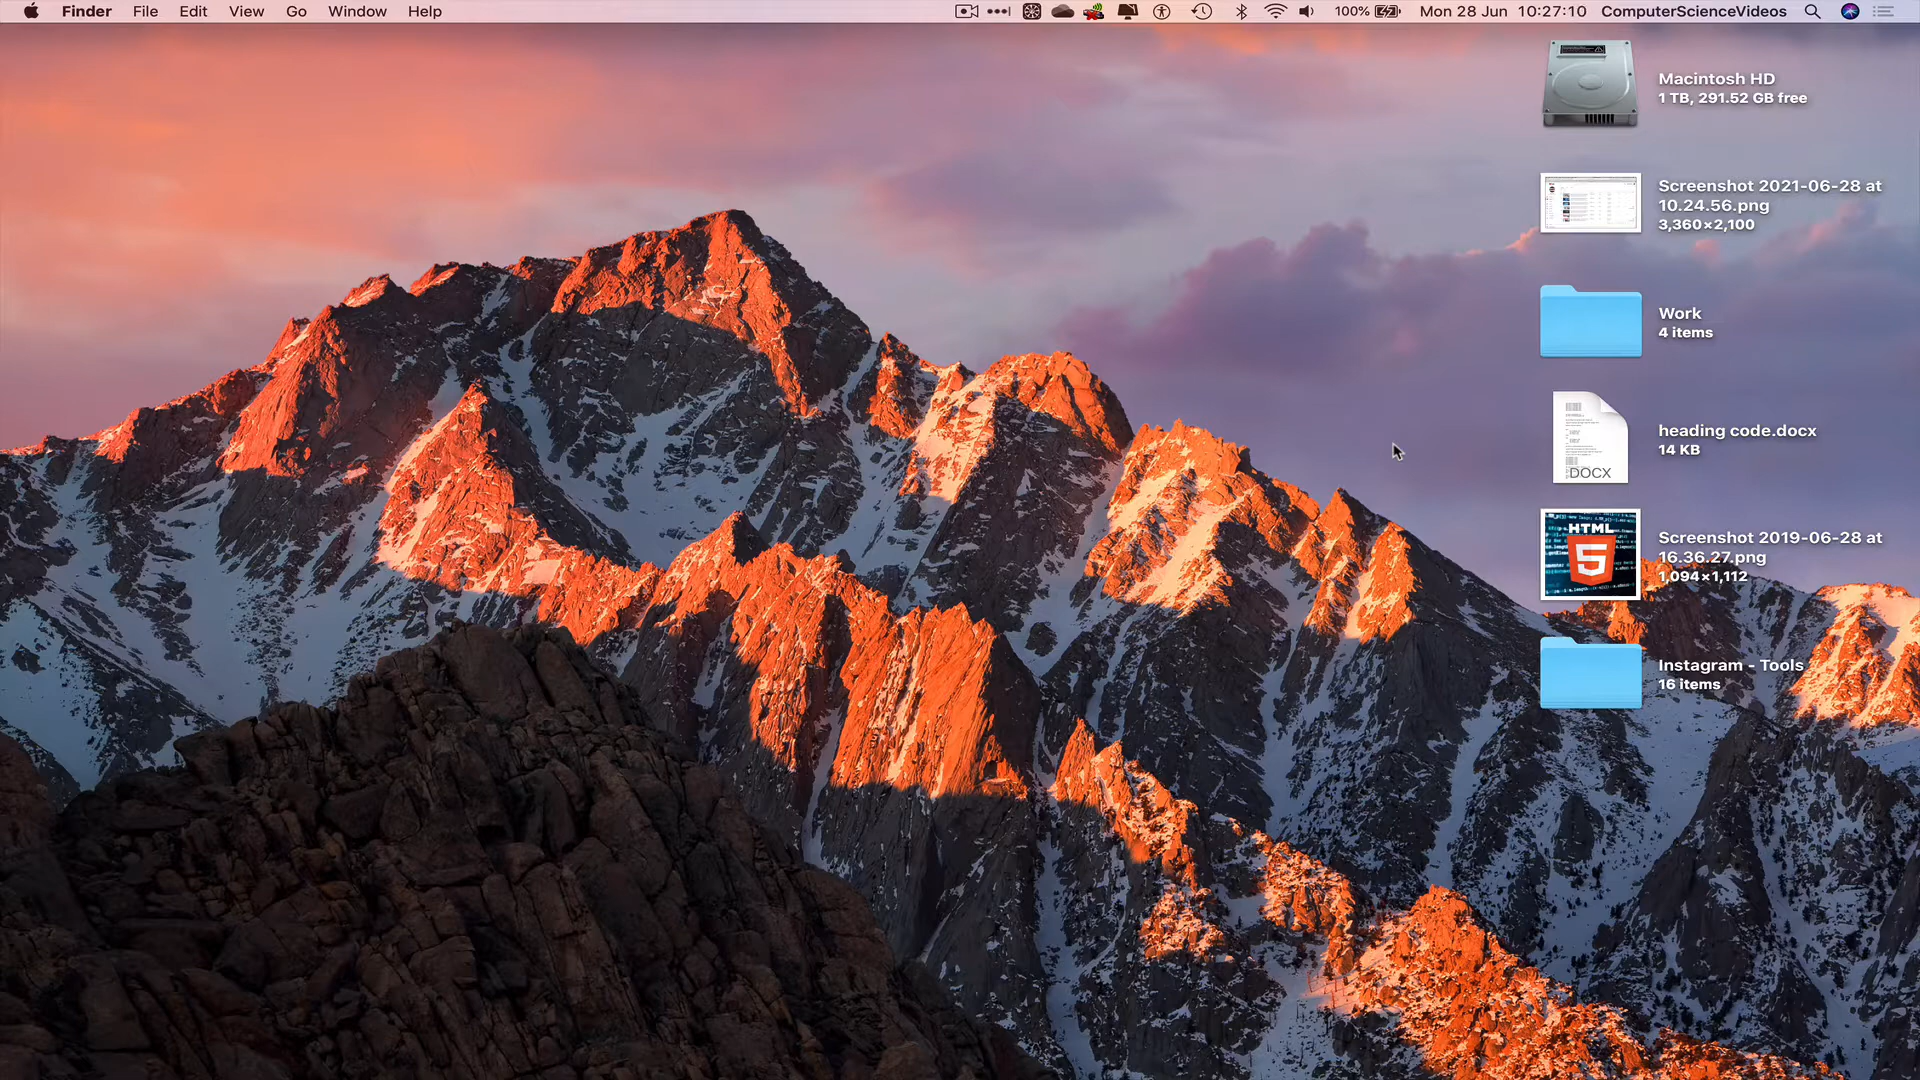 Finder File Edit View Go Window Help 100% Mon 28 Jun 10:27:10 ComputerScienceVideos
Macintosh HD
1 TB, 291.52 GB free
Screenshot 2021-06-28 at
10.24.56.png
3,360×2,100
Work
4 items
heading code.docx
14 KB
DOCX
HTML
5
Screenshot 2019-06-28 at
16.36.27.png
1,094×1,112
Instagram - Tools
16 items